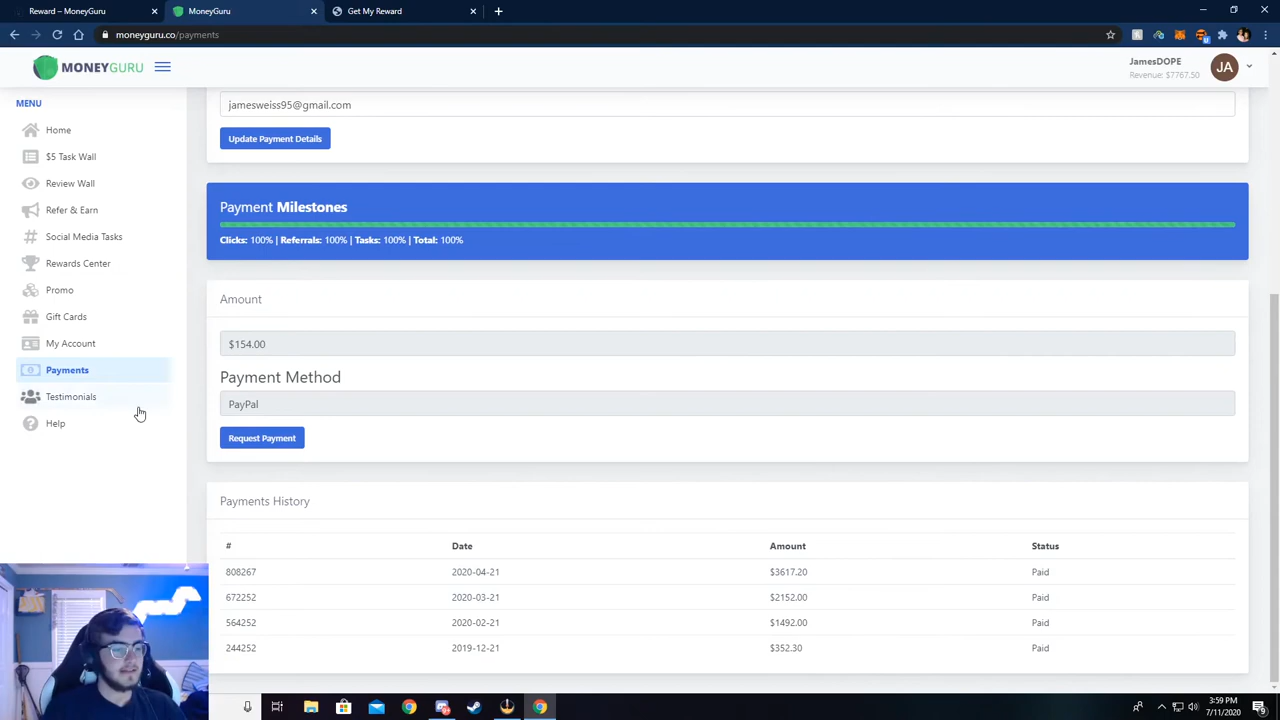 Reward – MoneyGuru
MoneyGuru
Get My Reward
moneyguru.co/payments
MONEYGURU
JamesDOPE
Revenue: $7767.50
JA
MENU
Home
$5 Task Wall
Review Wall
Refer & Earn
Social Media Tasks
Rewards Center
Promo
Gift Cards
My Account
Payments
Testimonials
Help
jamesweiss95@gmail.com
Update Payment Details
Payment Milestones
Clicks: 100% | Referrals: 100% | Tasks: 100% | Total: 100%
Amount
$154.00
Payment Method
PayPal
Request Payment
Payments History
# Date Amount Status
808267 2020-04-21 $3617.20 Paid
672252 2020-03-21 $2152.00 Paid
564252 2020-02-21 $1492.00 Paid
244252 2019-12-21 $352.30 Paid
3:59 PM
7/11/2020